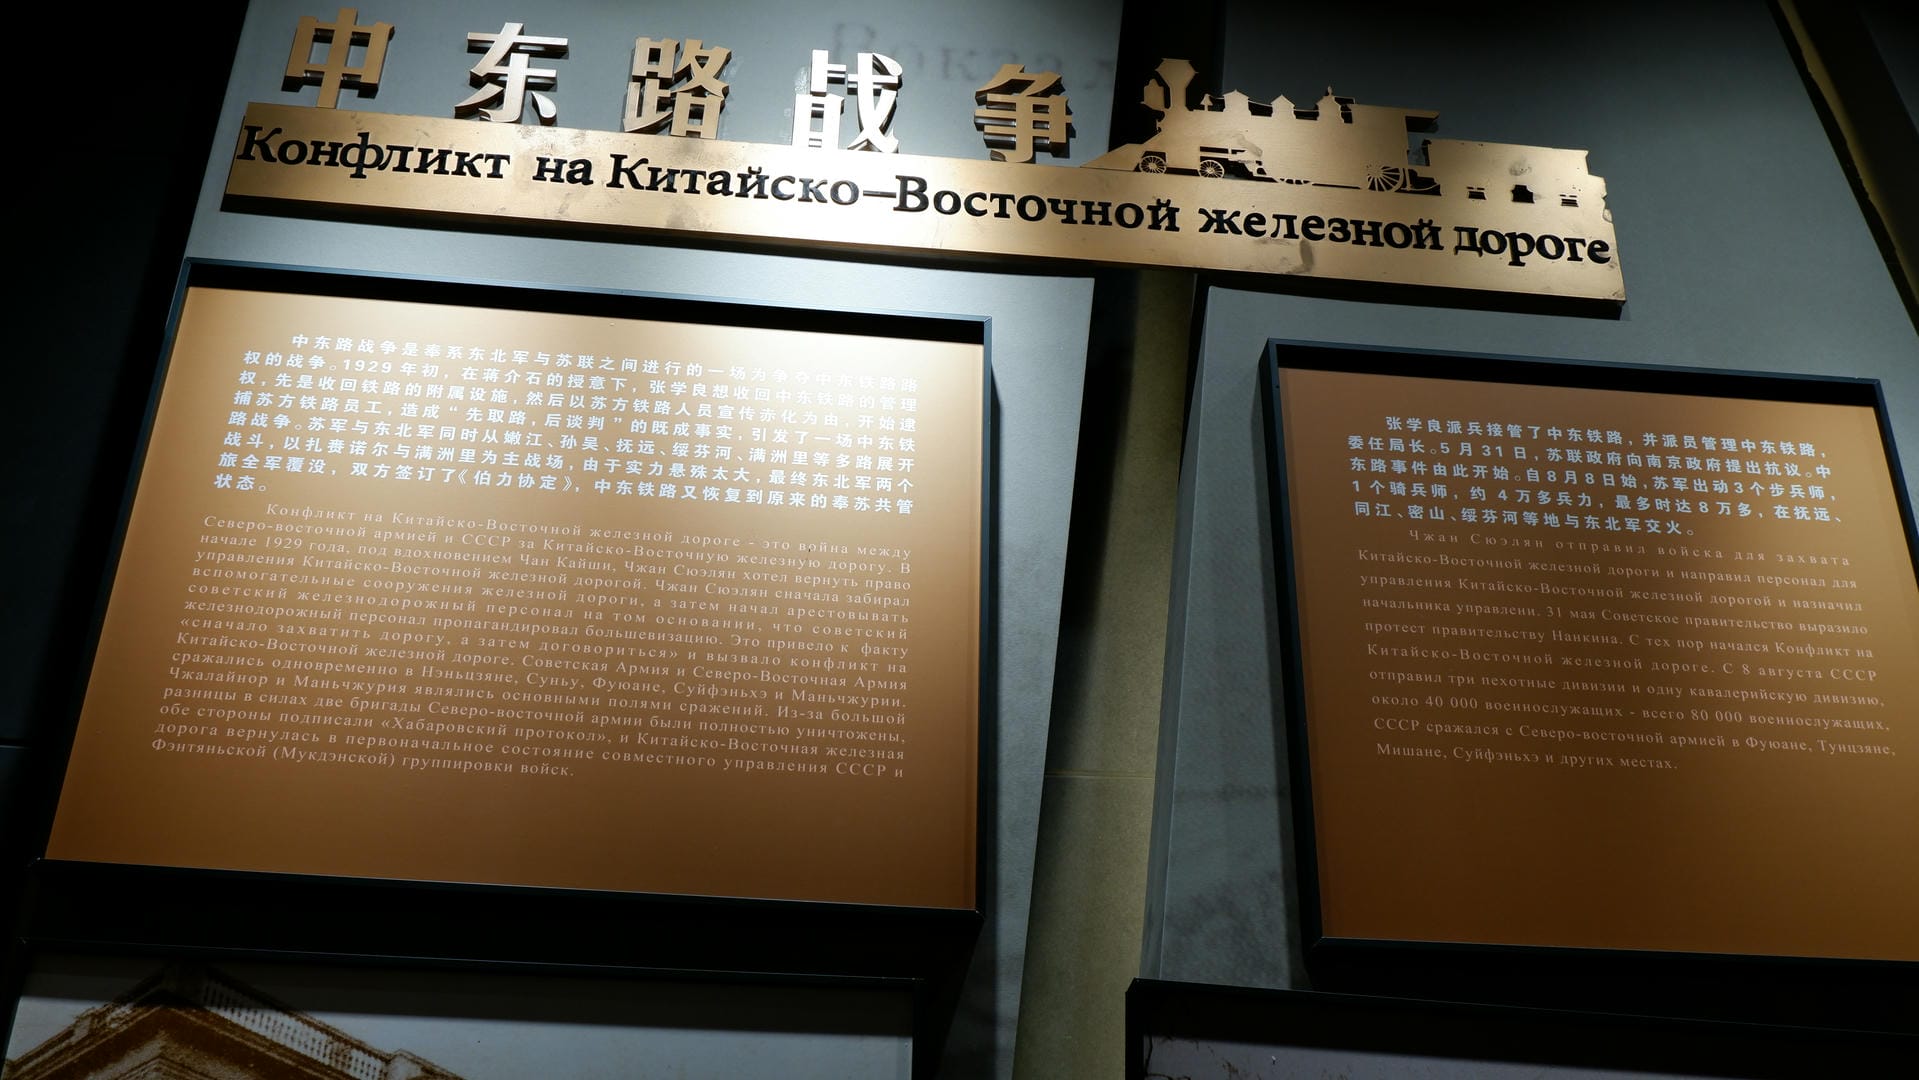 中东路战争
Конфликт на Китайско-Восточной железной дороге
中东路战争是奉系东北军与苏联之间进行的一场为争夺中东铁路路
权的战争。1929年初，在蒋介石的授意下，张学良想收回中东铁路的管理
权，先是收回铁路的附属设施，然后以苏方铁路人员宣传赤化为由，开始逮
捕苏方铁路员工，造成“先取路，后谈判”的既成事实，引发了一场中东铁
路战争。苏军与东北军同时从嫩江、孙吴、抚远、绥芬河、满洲里等多路展开
战斗，以扎赉诺尔与满洲里为主战场，由于实力悬殊太大，最终东北军两个
旅全军覆没，双方签订了《伯力协定》，中东铁路又恢复到原来的奉苏共管
状态。
Конфликт на Китайско-Восточной железной дороге - это война между
Северо-восточной армией и СССР за Китайско-Восточную железную дорогу. В
начале 1929 года, под вдохновением Чан Кайши, Чжан Сюэлян хотел вернуть право
управления Китайско-Восточной железной дорогой. Чжан Сюэлян сначала забирал
вспомогательные сооружения железной дороги, а затем начал арестовывать
советский железнодорожный персонал на том основании, что советский
железнодорожный персонал пропагандировал большевизацию. Это привело к факту
«сначало захватить дорогу, а затем договориться» и вызвало конфликт на
Китайско-Восточной железной дороге. Советская Армия и Северо-Восточная Армия
сражались одновременно в Нэньцзяне, Суньу, Фуюане, Суйфэньхэ и Маньчжурии.
Чжалайнор и Маньчжурия являлись основными полями сражений. Из-за большой
разницы в силах две бригады Северо-восточной армии были полностью уничтожены,
обе стороны подписали «Хабаровский протокол», и Китайско-Восточная железная
дорога вернулась в первоначальное состояние совместного управления СССР и
Фэнтяньской (Мукдэнской) группировки войск.
张学良派兵接管了中东铁路，并派员管理中东铁路，
委任局长。5月31日，苏联政府向南京政府提出抗议。中
东路事件由此开始。自8月8日始，苏军出动3个步兵师，
1个骑兵师，约4万多兵力，最多时达8万多，在抚远、
同江、密山、绥芬河等地与东北军交火。
Чжан Сюэлян отправил войска для захвата
Китайско-Восточной железной дороги и направил персонал для
управления Китайско-Восточной железной дорогой и назначил
начальника управлени. 31 мая Советское правительство выразило
протест правительству Нанкина. С тех пор начался Конфликт на
Китайско-Восточной железной дороге. С 8 августа СССР
отправил три пехотные дивизии и одну кавалерийскую дивизию,
около 40 000 военнослужащих - всего 80 000 военнослужащих,
СССР сражался с Северо-восточной армией в Фуюане, Тунцзяне,
Мишане, Суйфэньхэ и других местах.